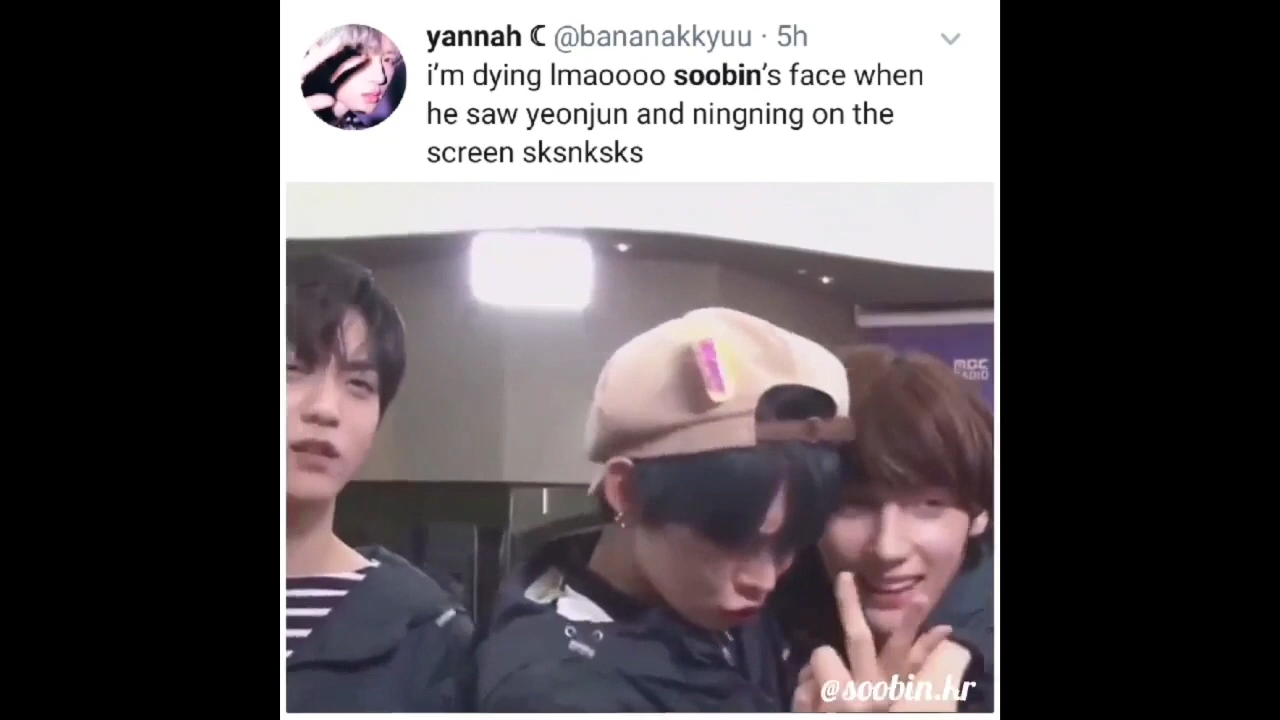 yannah ☾ @bananakkyuu · 5h
i'm dying lmaoooo soobin's face when
he saw yeonjun and ningning on the
screen sksnksks
MBC
RADIO
@soobin.kr